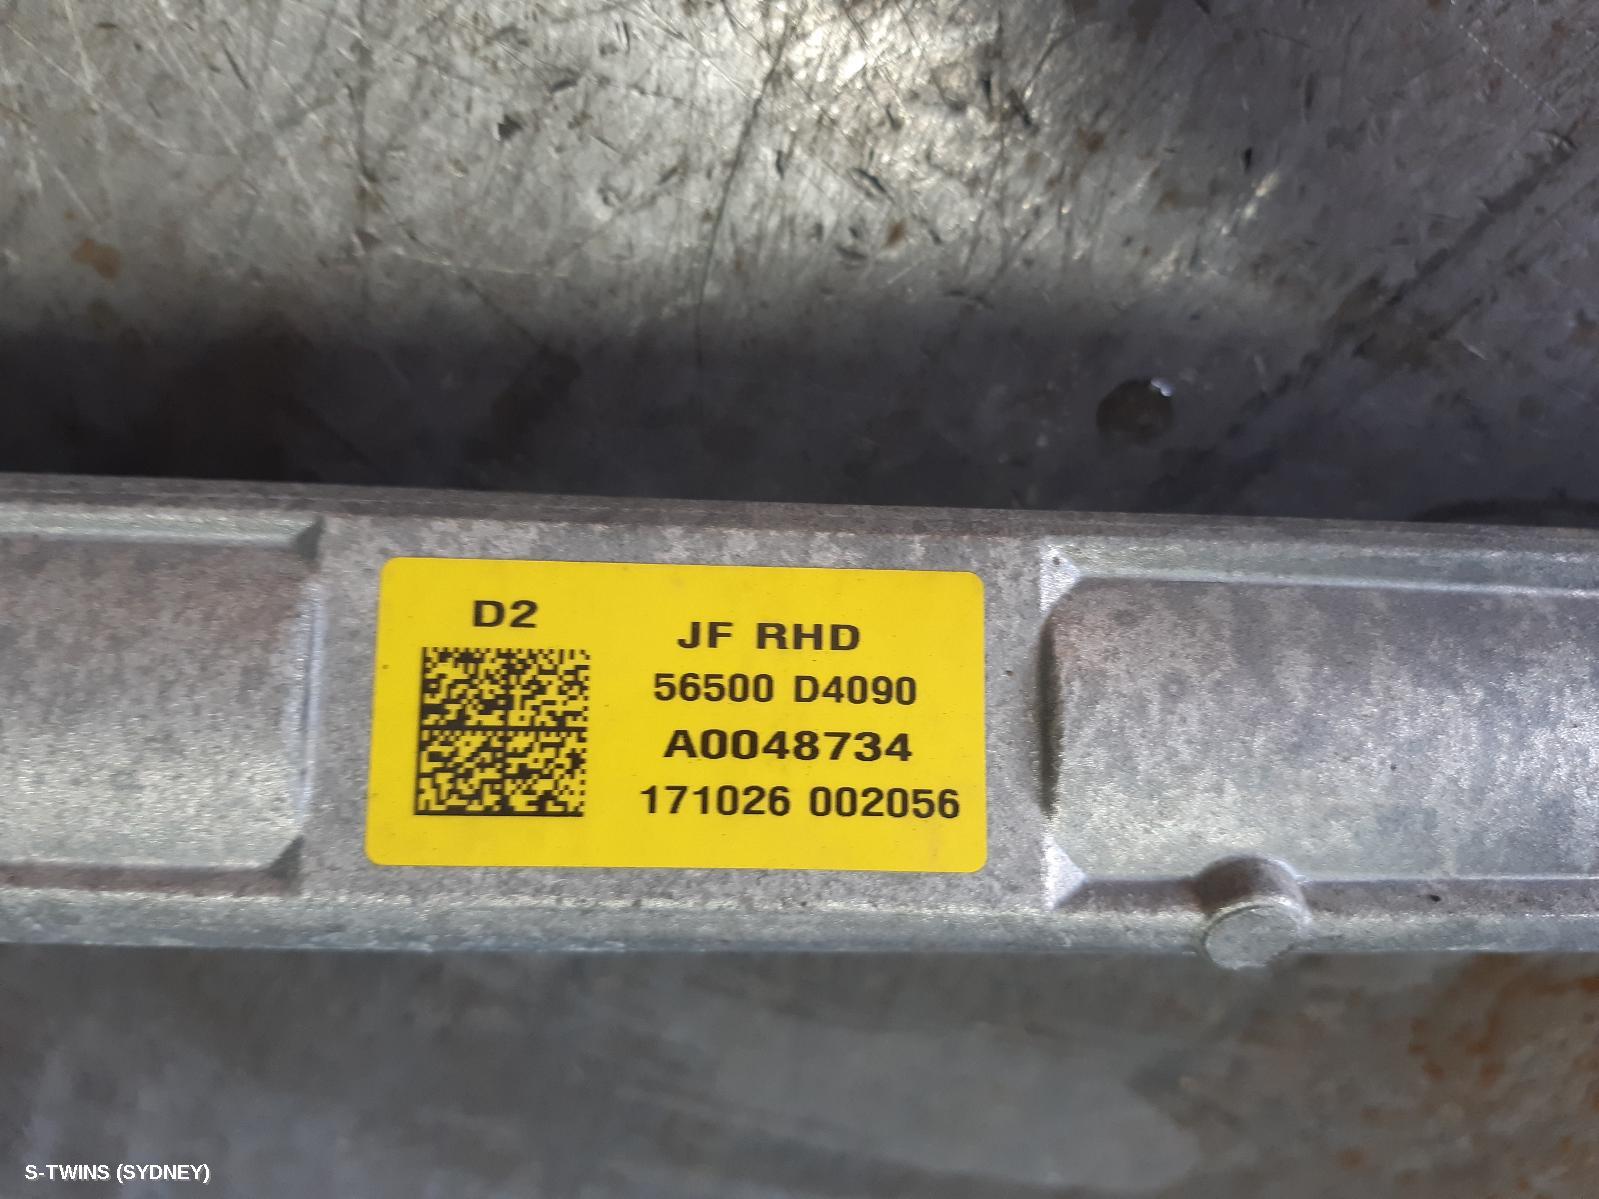 D2
JF RHD
56500 D4090
A0048734
171026 002056
S-TWINS (SYDNEY)